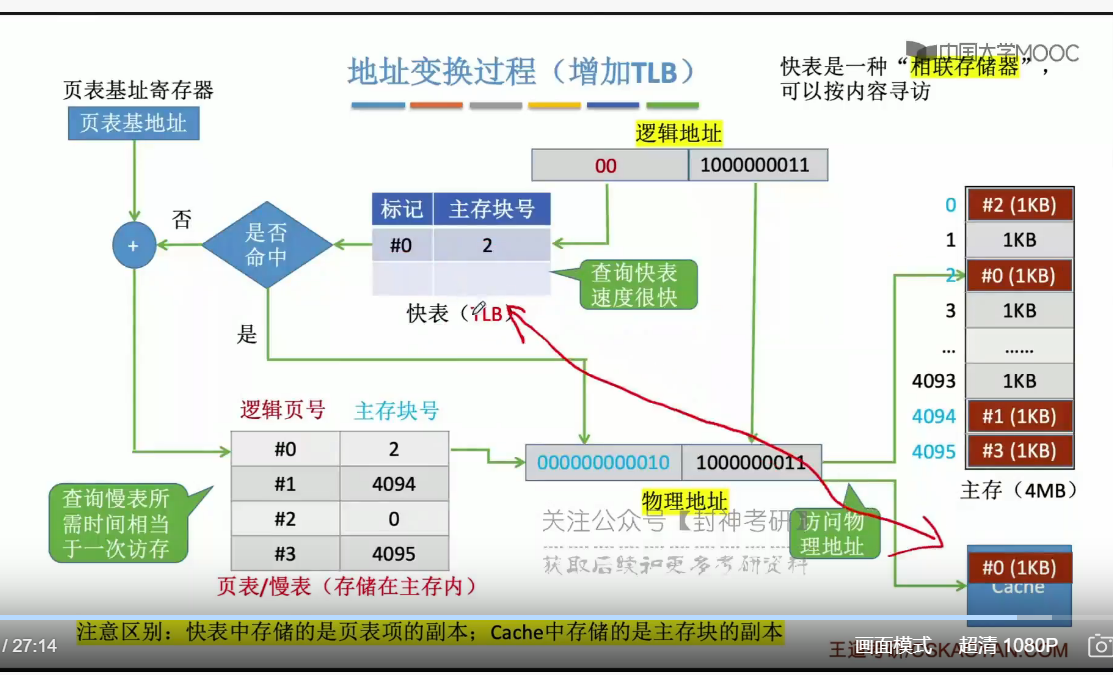 中国大学MOOC
地址变换过程（增加TLB）
快表是一种“相联存储器”，
可以按内容寻访
页表基址寄存器
页表基地址
逻辑地址
00 1000000011
否
+
是否
命中
标记 主存块号
#0 2
查询快表
速度很快
快表（TLB）
是
0 #2 (1KB)
1 1KB
2 #0 (1KB)
3 1KB
... ......
4093 1KB
4094 #1 (1KB)
4095 #3 (1KB)
主存（4MB）
逻辑页号 主存块号
#0 2
#1 4094
#2 0
#3 4095
页表/慢表（存储在主存内）
查询慢表所
需时间相当
于一次访存
000000000010 1000000011
物理地址
访问物
理地址
关注公众号【封神考研】
获取后续和更多考研资料
#0 (1KB)
Cache
注意区别：快表中存储的是页表项的副本；Cache中存储的是主存块的副本
/ 27:14
画面模式 超清 1080P
王道考研/CSKAOYAN.COM